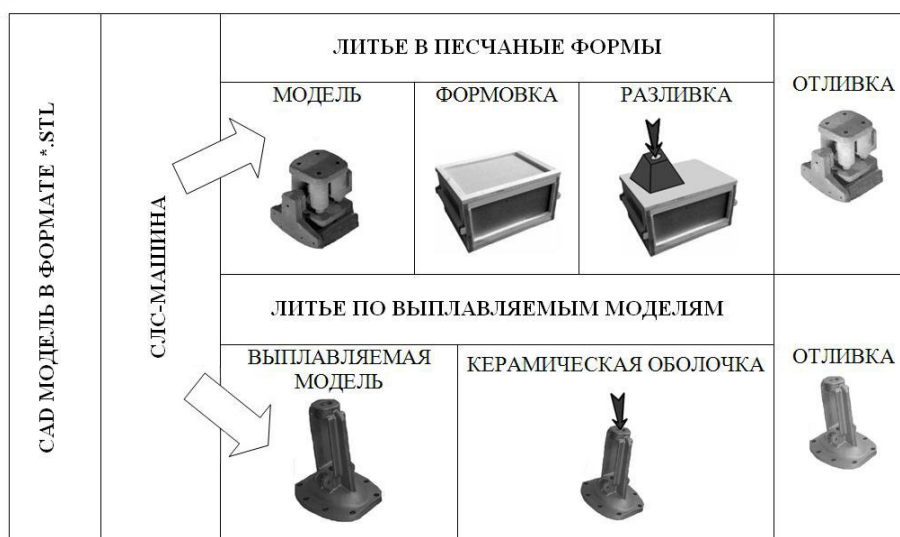 CAD МОДЕЛЬ В ФОРМАТЕ *.STL
СЛС-МАШИНА
ЛИТЬЕ В ПЕСЧАНЫЕ ФОРМЫ
МОДЕЛЬ
ФОРМОВКА
РАЗЛИВКА
ОТЛИВКА
ЛИТЬЕ ПО ВЫПЛАВЛЯЕМЫМ МОДЕЛЯМ
ВЫПЛАВЛЯЕМАЯ
МОДЕЛЬ
КЕРАМИЧЕСКАЯ ОБОЛОЧКА
ОТЛИВКА